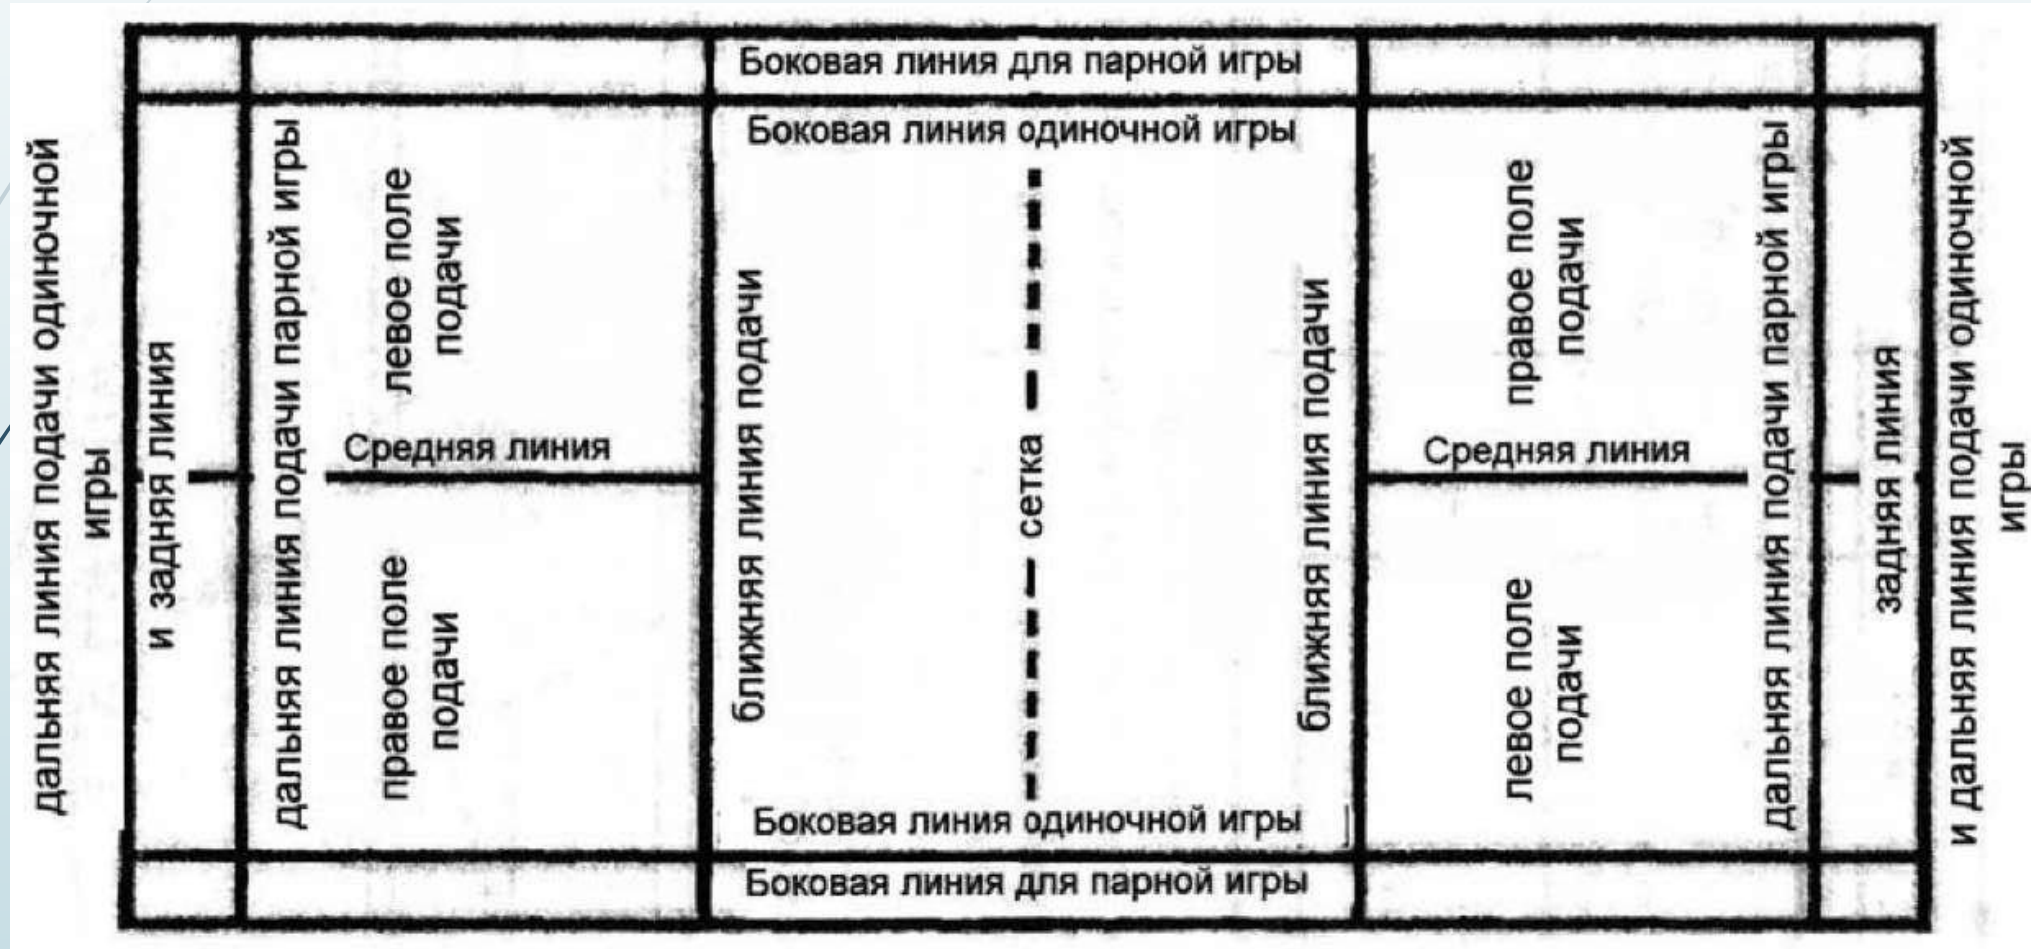 Боковая линия для парной игры
Боковая линия одиночной игры
дальняя линия подачи одиночной
игры
и задняя линия
дальняя линия подачи парной игры
левое поле
подачи
Средняя линия
правое поле
подачи
ближняя линия подачи
сетка
ближняя линия подачи
правое поле
подачи
Средняя линия
левое поле
подачи
дальняя линия подачи парной игры
задняя линия
и дальняя линия подачи одиночной
игры
Боковая линия одиночной игры
Боковая линия для парной игры